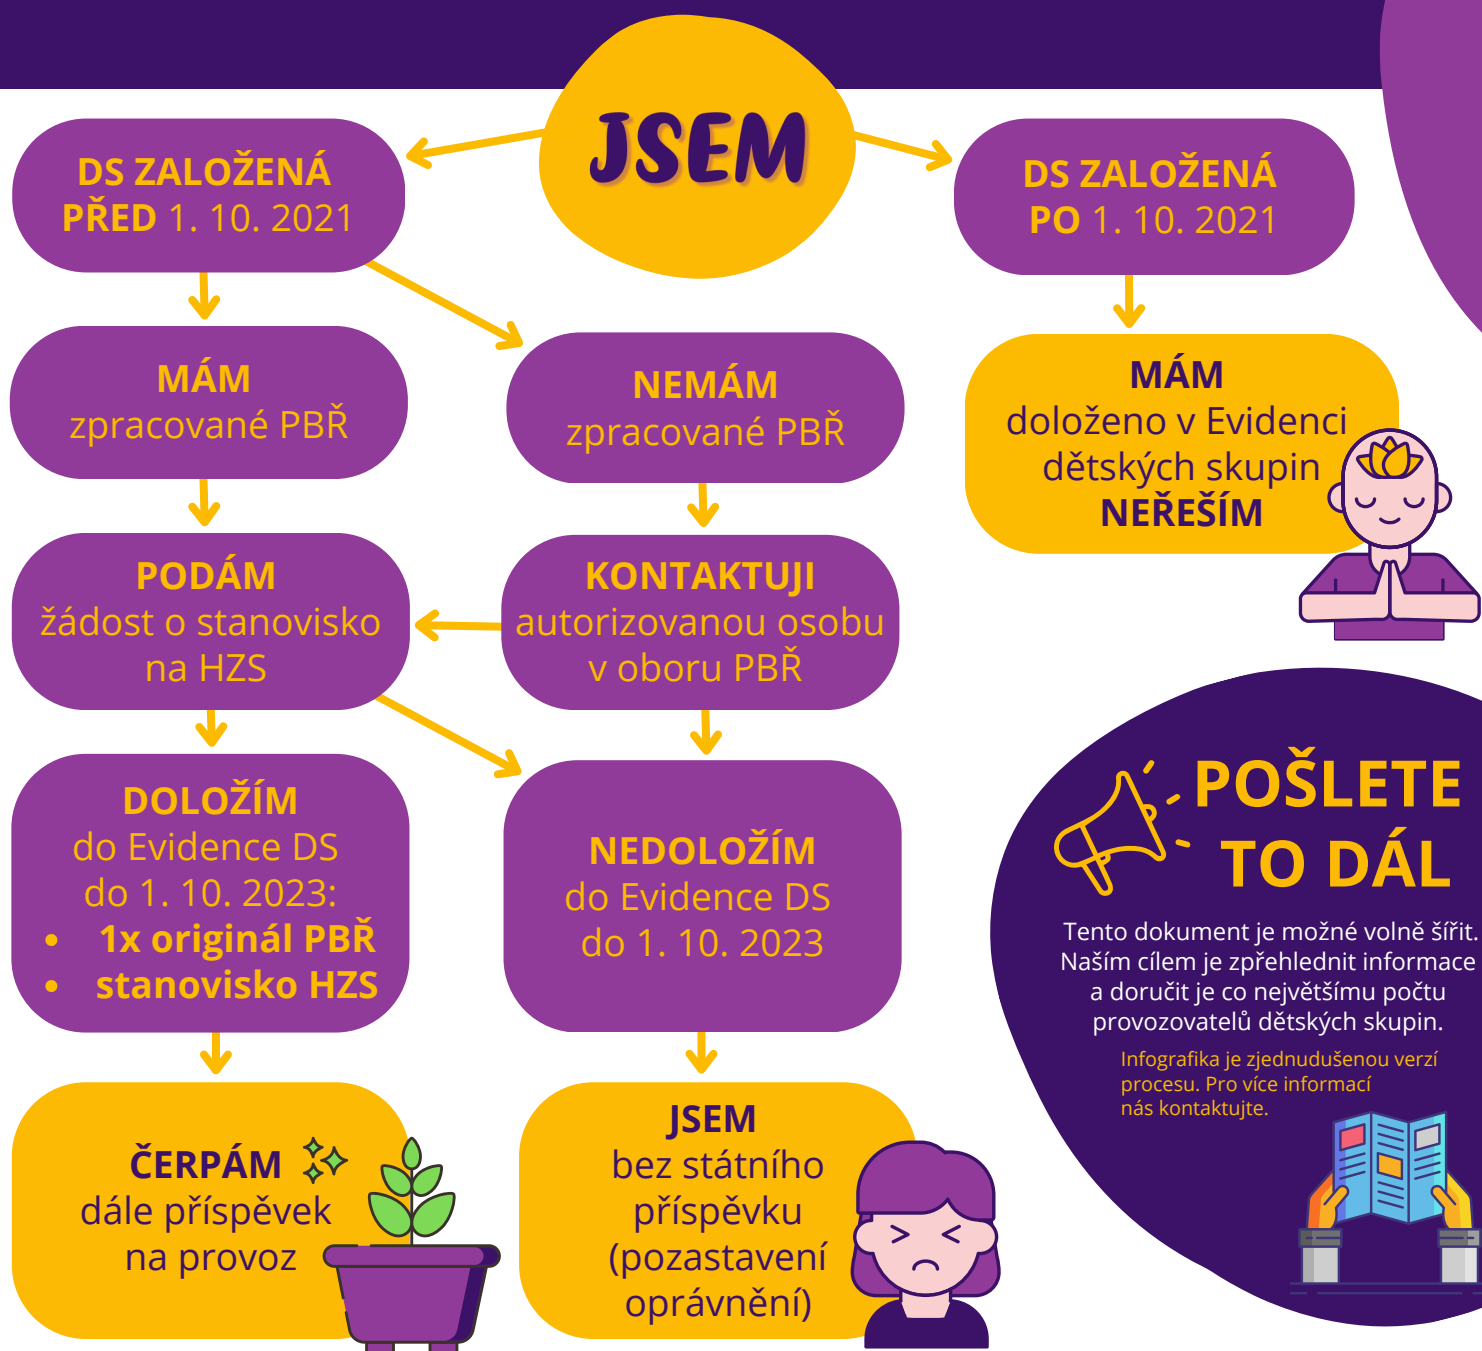 JSEM
DS ZALOŽENÁ
PŘED 1. 10. 2021
DS ZALOŽENÁ
PO 1. 10. 2021
MÁM
zpracované PBŘ
NEMÁM
zpracované PBŘ
MÁM
doloženo v Evidenci
dětských skupin
NEŘEŠÍM
PODÁM
žádost o stanovisko
na HZS
KONTAKTUJI
autorizovanou osobu
v oboru PBŘ
DOLOŽÍM
do Evidence DS
do 1. 10. 2023:
• 1x originál PBŘ
• stanovisko HZS
NEDOLOŽÍM
do Evidence DS
do 1. 10. 2023
ČERPÁM
dále příspěvek
na provoz
JSEM
bez státního
příspěvku
(pozastavení
oprávnění)
POŠLETE
TO DÁL
Tento dokument je možné volně šířit.
Naším cílem je zpřehlednit informace
a doručit je co největšímu počtu
provozovatelů dětských skupin.
Infografika je zjednudušenou verzí
procesu. Pro více informací
nás kontaktujte.